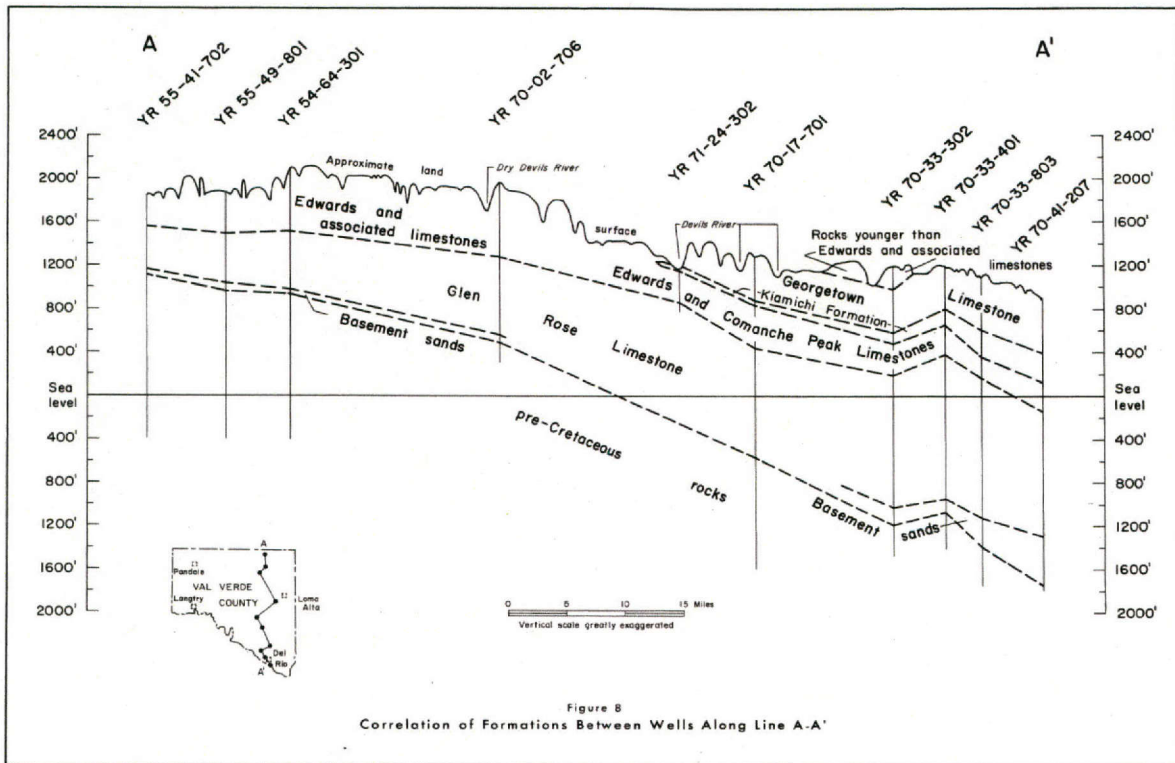 A
A'
YR 55-41-702
YR 55-49-801
YR 54-64-301
YR 70-02-706
YR 71-24-302
YR 70-17-701
YR 70-33-302
YR 70-33-401
YR 70-33-803
YR 70-41-207
2400'
2000'
1600'
1200'
800'
400'
Sea level
400'
800'
1200'
1600'
2000'
Approximate land surface
Dry Devils River
Devils River
Edwards and
associated limestones
Glen Rose Limestone
Basement sands
pre-Cretaceous rocks
Edwards and Comanche Peak Limestones
Kiamichi Formation
Georgetown Limestone
Rocks younger than
Edwards and associated limestones
Basement sands
2400'
2000'
1600'
1200'
800'
400'
Sea
level
400'
800'
1200'
1600'
2000'
A
Pandale
VAL VERDE
COUNTY
Langtry
Loma
Alta
Del
Rio
A'
0 5 10 15 Miles
Vertical scale greatly exaggerated
Figure 8
Correlation of Formations Between Wells Along Line A-A'